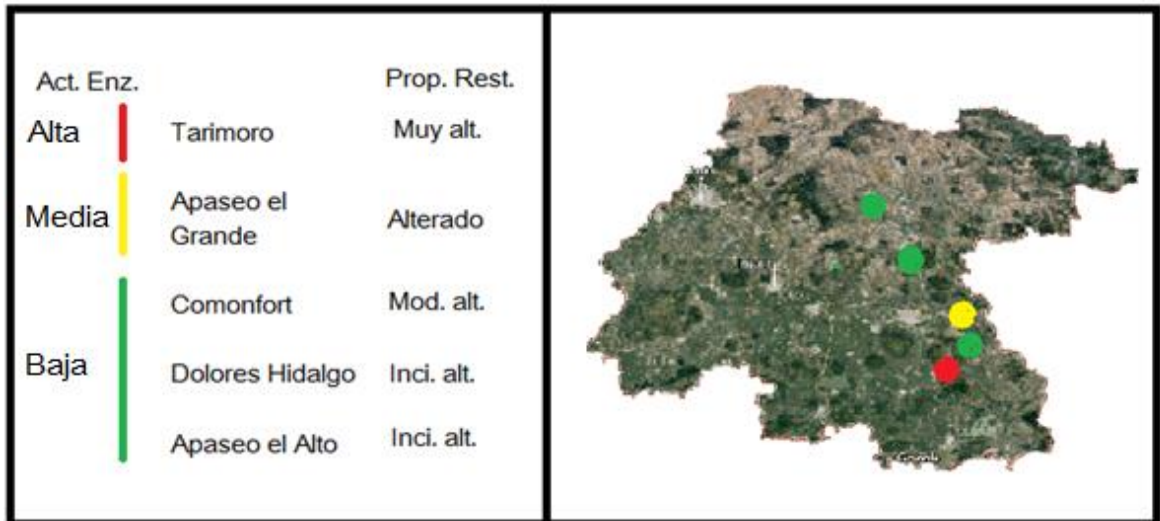 Act. Enz.
Prop. Rest.
Alta
Tarimoro
Muy alt.
Media
Apaseo el
Grande
Alterado
Comonfort
Mod. alt.
Baja
Dolores Hidalgo
Inci. alt.
Apaseo el Alto
Inci. alt.